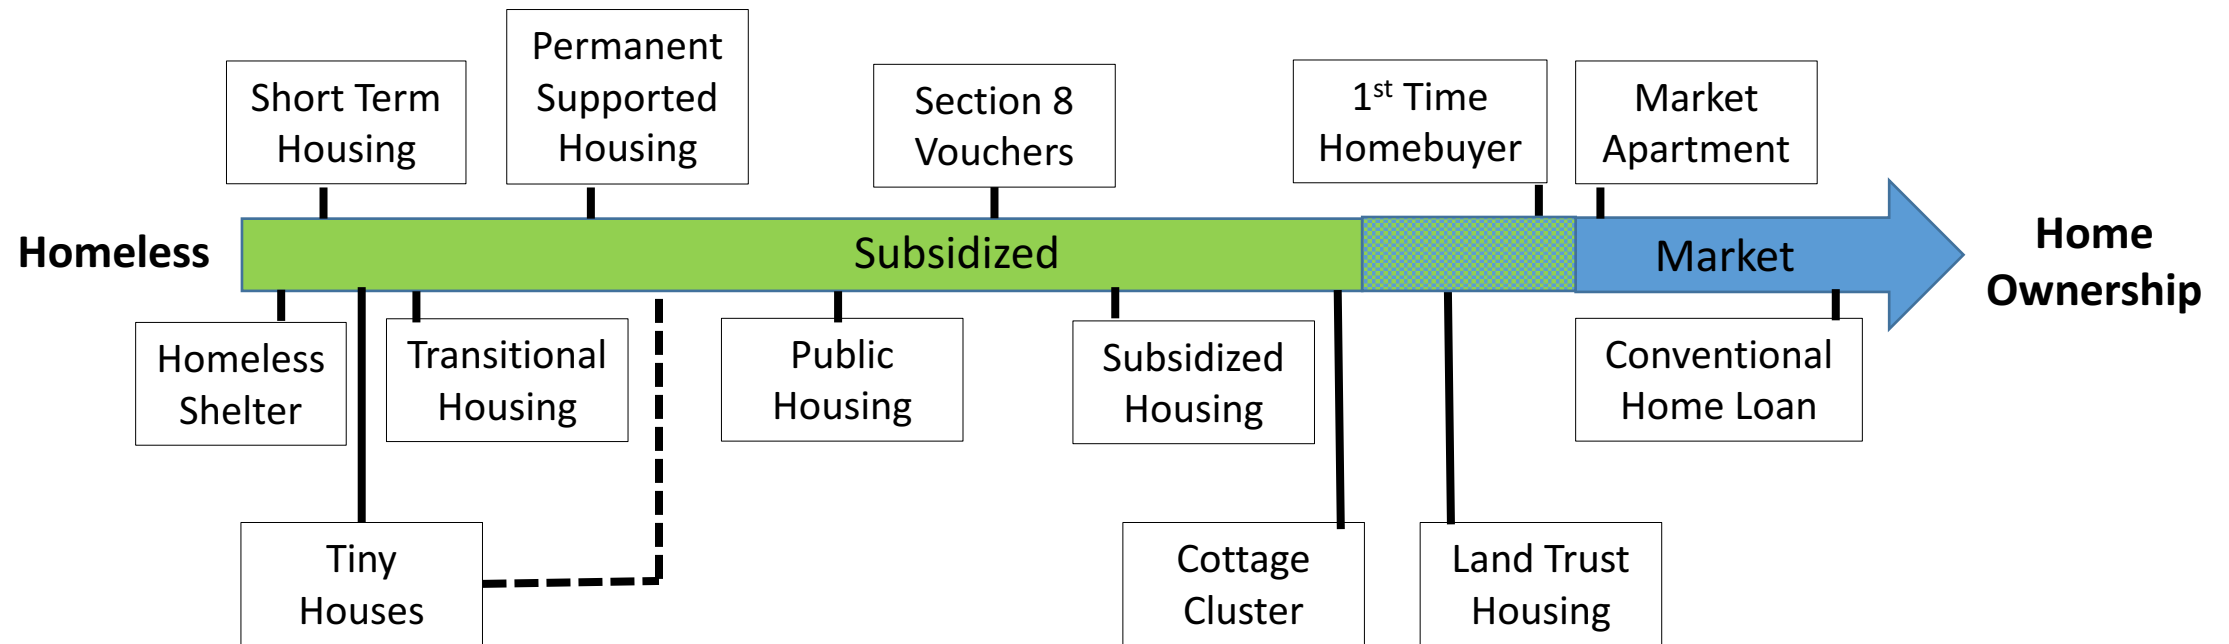 Short Term
Housing
Permanent
Supported
Housing
Section 8
Vouchers
1st Time
Homebuyer
Market
Apartment
Homeless
Subsidized
Market
Home
Ownership
Homeless
Shelter
Transitional
Housing
Public
Housing
Subsidized
Housing
Conventional
Home Loan
Tiny
Houses
Cottage
Cluster
Land Trust
Housing